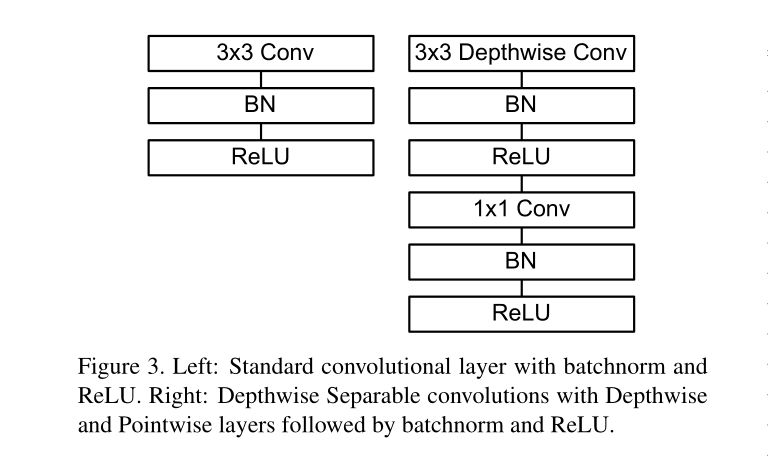 3x3 Conv
BN
ReLU
3x3 Depthwise Conv
BN
ReLU
1x1 Conv
BN
ReLU
Figure 3. Left: Standard convolutional layer with batchnorm and
ReLU. Right: Depthwise Separable convolutions with Depthwise
and Pointwise layers followed by batchnorm and ReLU.